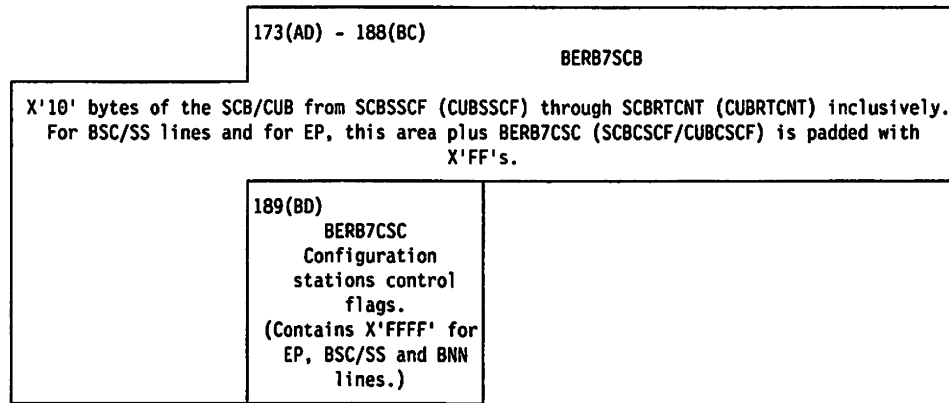 173(AD) - 188(BC)
BERB7SCB
X'10' bytes of the SCB/CUB from SCBSSCF (CUBSSCF) through SCBRTCNT (CUBRTCNT) inclusively.
For BSC/SS lines and for EP, this area plus BERB7CSC (SCBCSCF/CUBCSCF) is padded with
X'FF's.
189(BD)
BERB7CSC
Configuration
stations control
flags.
(Contains X'FFFF' for
EP, BSC/SS and BNN
lines.)